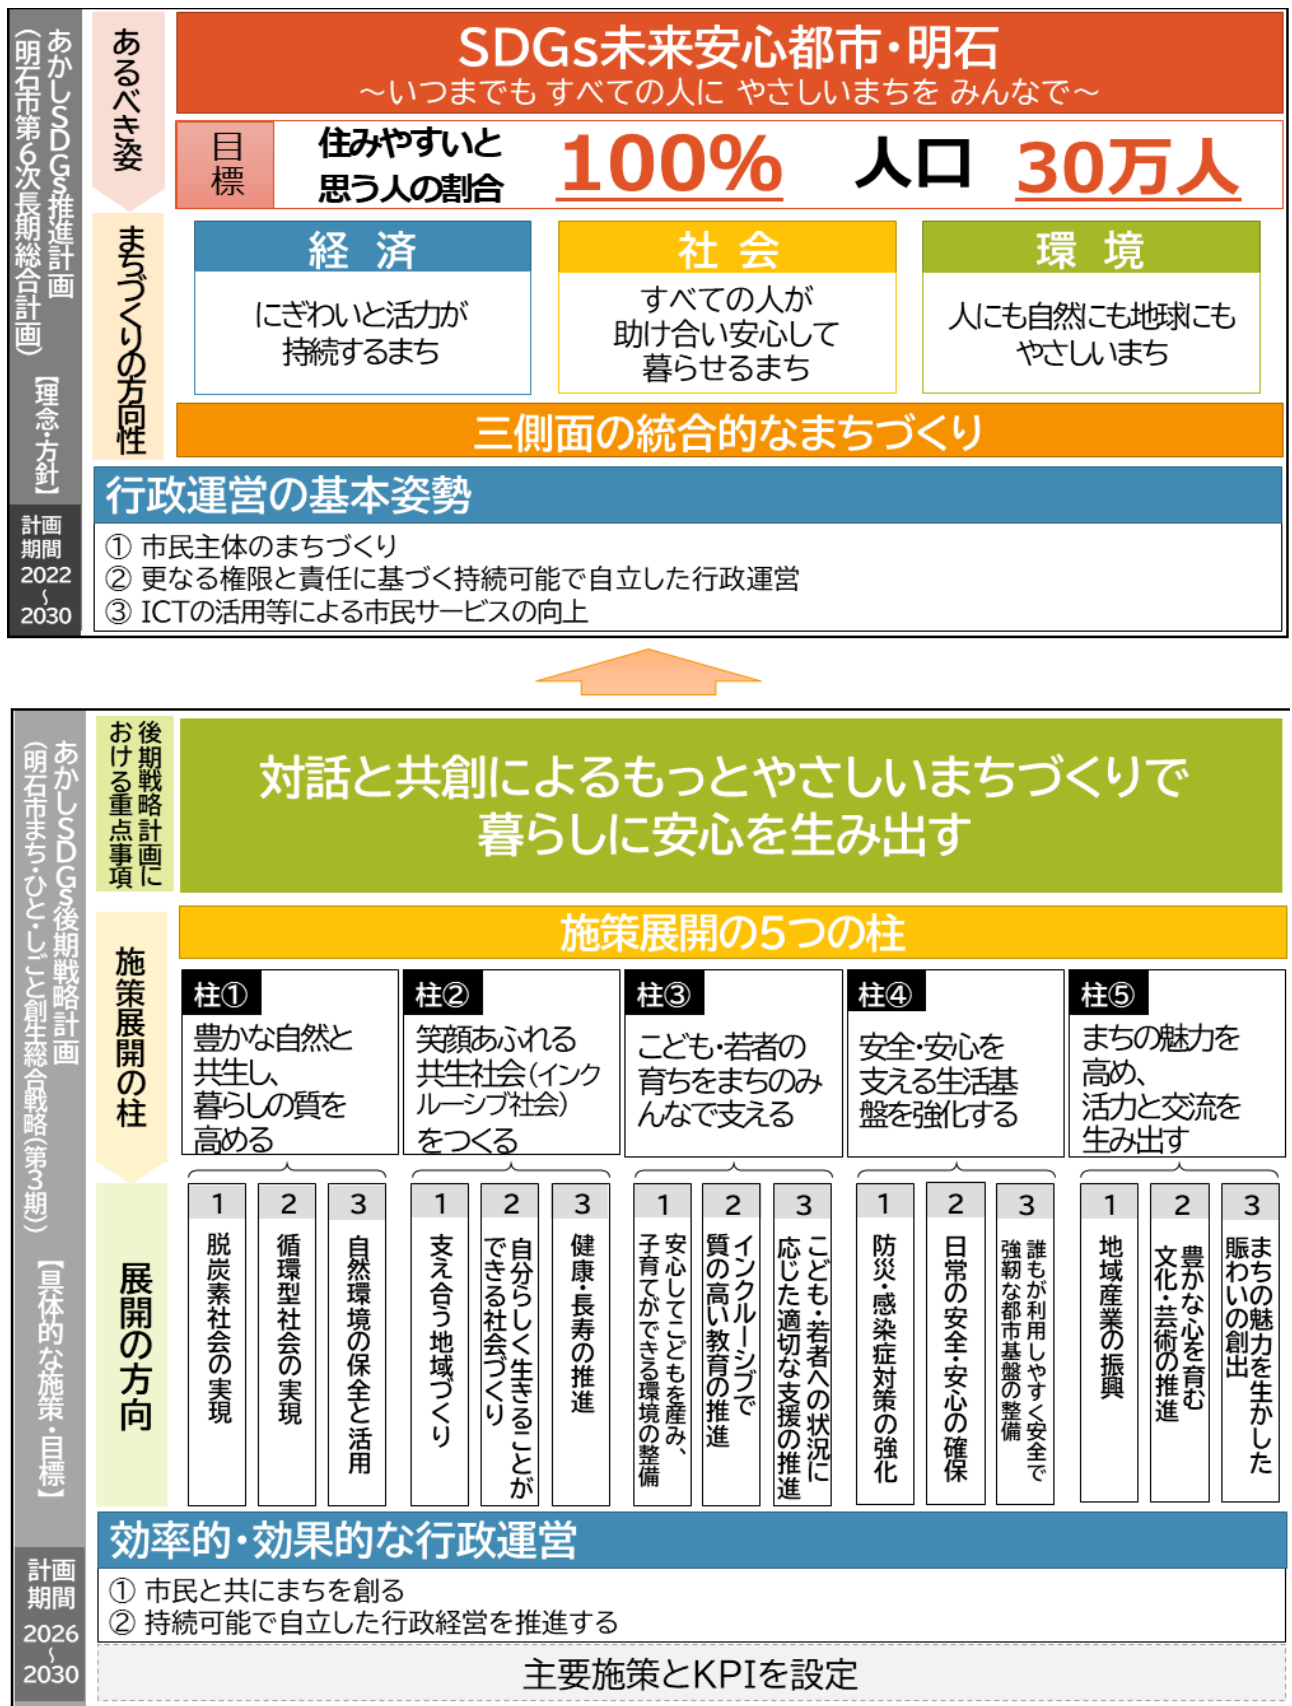 あかしSDGs推進計画
（明石市第6次長期総合計画）
【理念・方針】
計画
期間
2022
～
2030
あるべき姿
SDGs未来安心都市・明石
～いつまでも すべての人に やさしいまちを みんなで～
目
標
住みやすいと
思う人の割合
100%
人口
30万人
まちづくりの方向性
経 済
にぎわいと活力が
持続するまち
社 会
すべての人が
助け合い安心して
暮らせるまち
環 境
人にも自然にも地球にも
やさしいまち
三側面の統合的なまちづくり
行政運営の基本姿勢
① 市民主体のまちづくり
② 更なる権限と責任に基づく持続可能で自立した行政運営
③ ICTの活用等による市民サービスの向上
あかしSDGs後期戦略計画
（明石市まち・ひと・しごと創生総合戦略（第3期））
【具体的な施策・目標】
計画
期間
2026
～
2030
後期戦略計画に
おける重点事項
対話と共創によるもっとやさしいまちづくりで
暮らしに安心を生み出す
施策展開の柱
施策展開の5つの柱
柱①
豊かな自然と
共生し、
暮らしの質を
高める
柱②
笑顔あふれる
共生社会（インク
ルーシブ社会）
をつくる
柱③
こども・若者の
育ちをまちのみ
んなで支える
柱④
安全・安心を
支える生活基
盤を強化する
柱⑤
まちの魅力を
高め、
活力と交流を
生み出す
展開の方向
1
脱炭素社会の実現
2
循環型社会の実現
3
自然環境の保全と活用
1
支え合う地域づくり
2
自分らしく生きることが
できる社会づくり
3
健康・長寿の推進
1
安心してこどもを産み、
子育てができる環境の整備
2
インクルーシブで
質の高い教育の推進
3
こども・若者への状況に
応じた適切な支援の推進
1
防災・感染症対策の強化
2
日常の安全・安心の確保
3
誰もが利用しやすく安全で
強靭な都市基盤の整備
1
地域産業の振興
2
豊かな心を育む
文化・芸術の推進
3
まちの魅力を生かした
賑わいの創出
効率的・効果的な行政運営
① 市民と共にまちを創る
② 持続可能で自立した行政経営を推進する
主要施策とKPIを設定